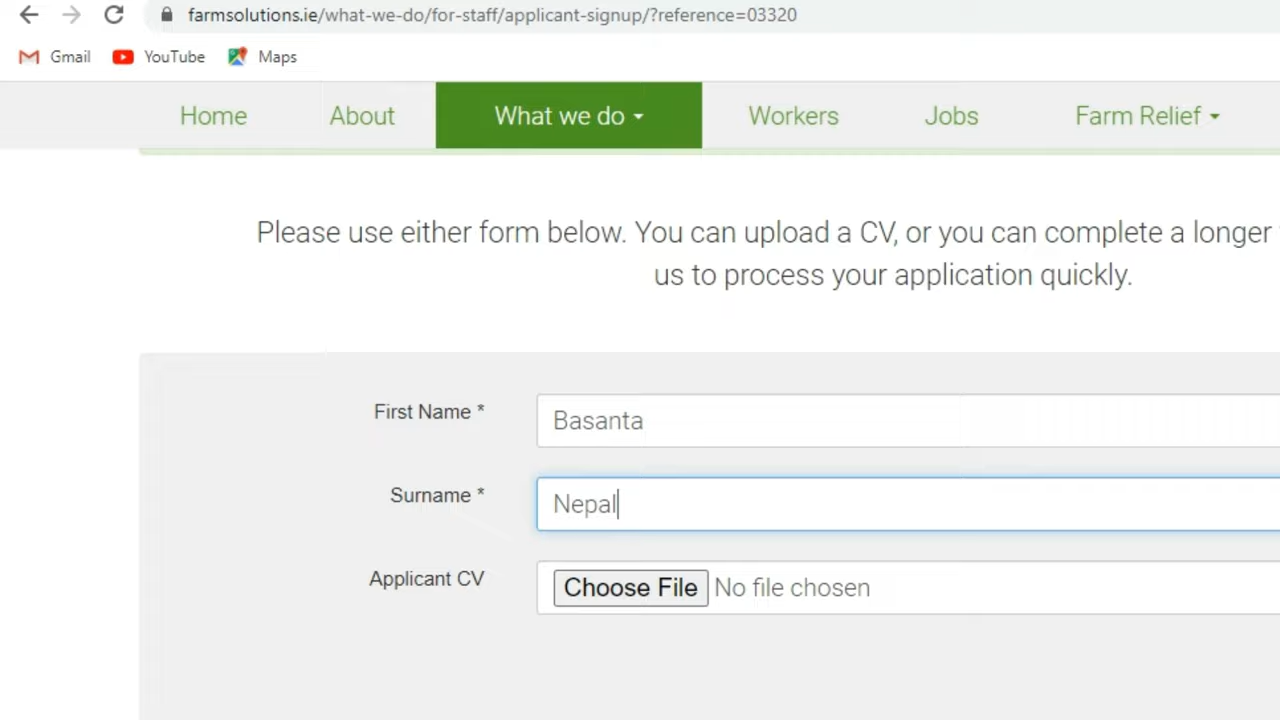 farmsolutions.ie/what-we-do/for-staff/applicant-signup/?reference=03320
Gmail YouTube Maps
Home About What we do Workers Jobs Farm Relief
Please use either form below. You can upload a CV, or you can complete a longer
us to process your application quickly.
First Name * Basanta
Surname * Nepal
Applicant CV Choose File No file chosen